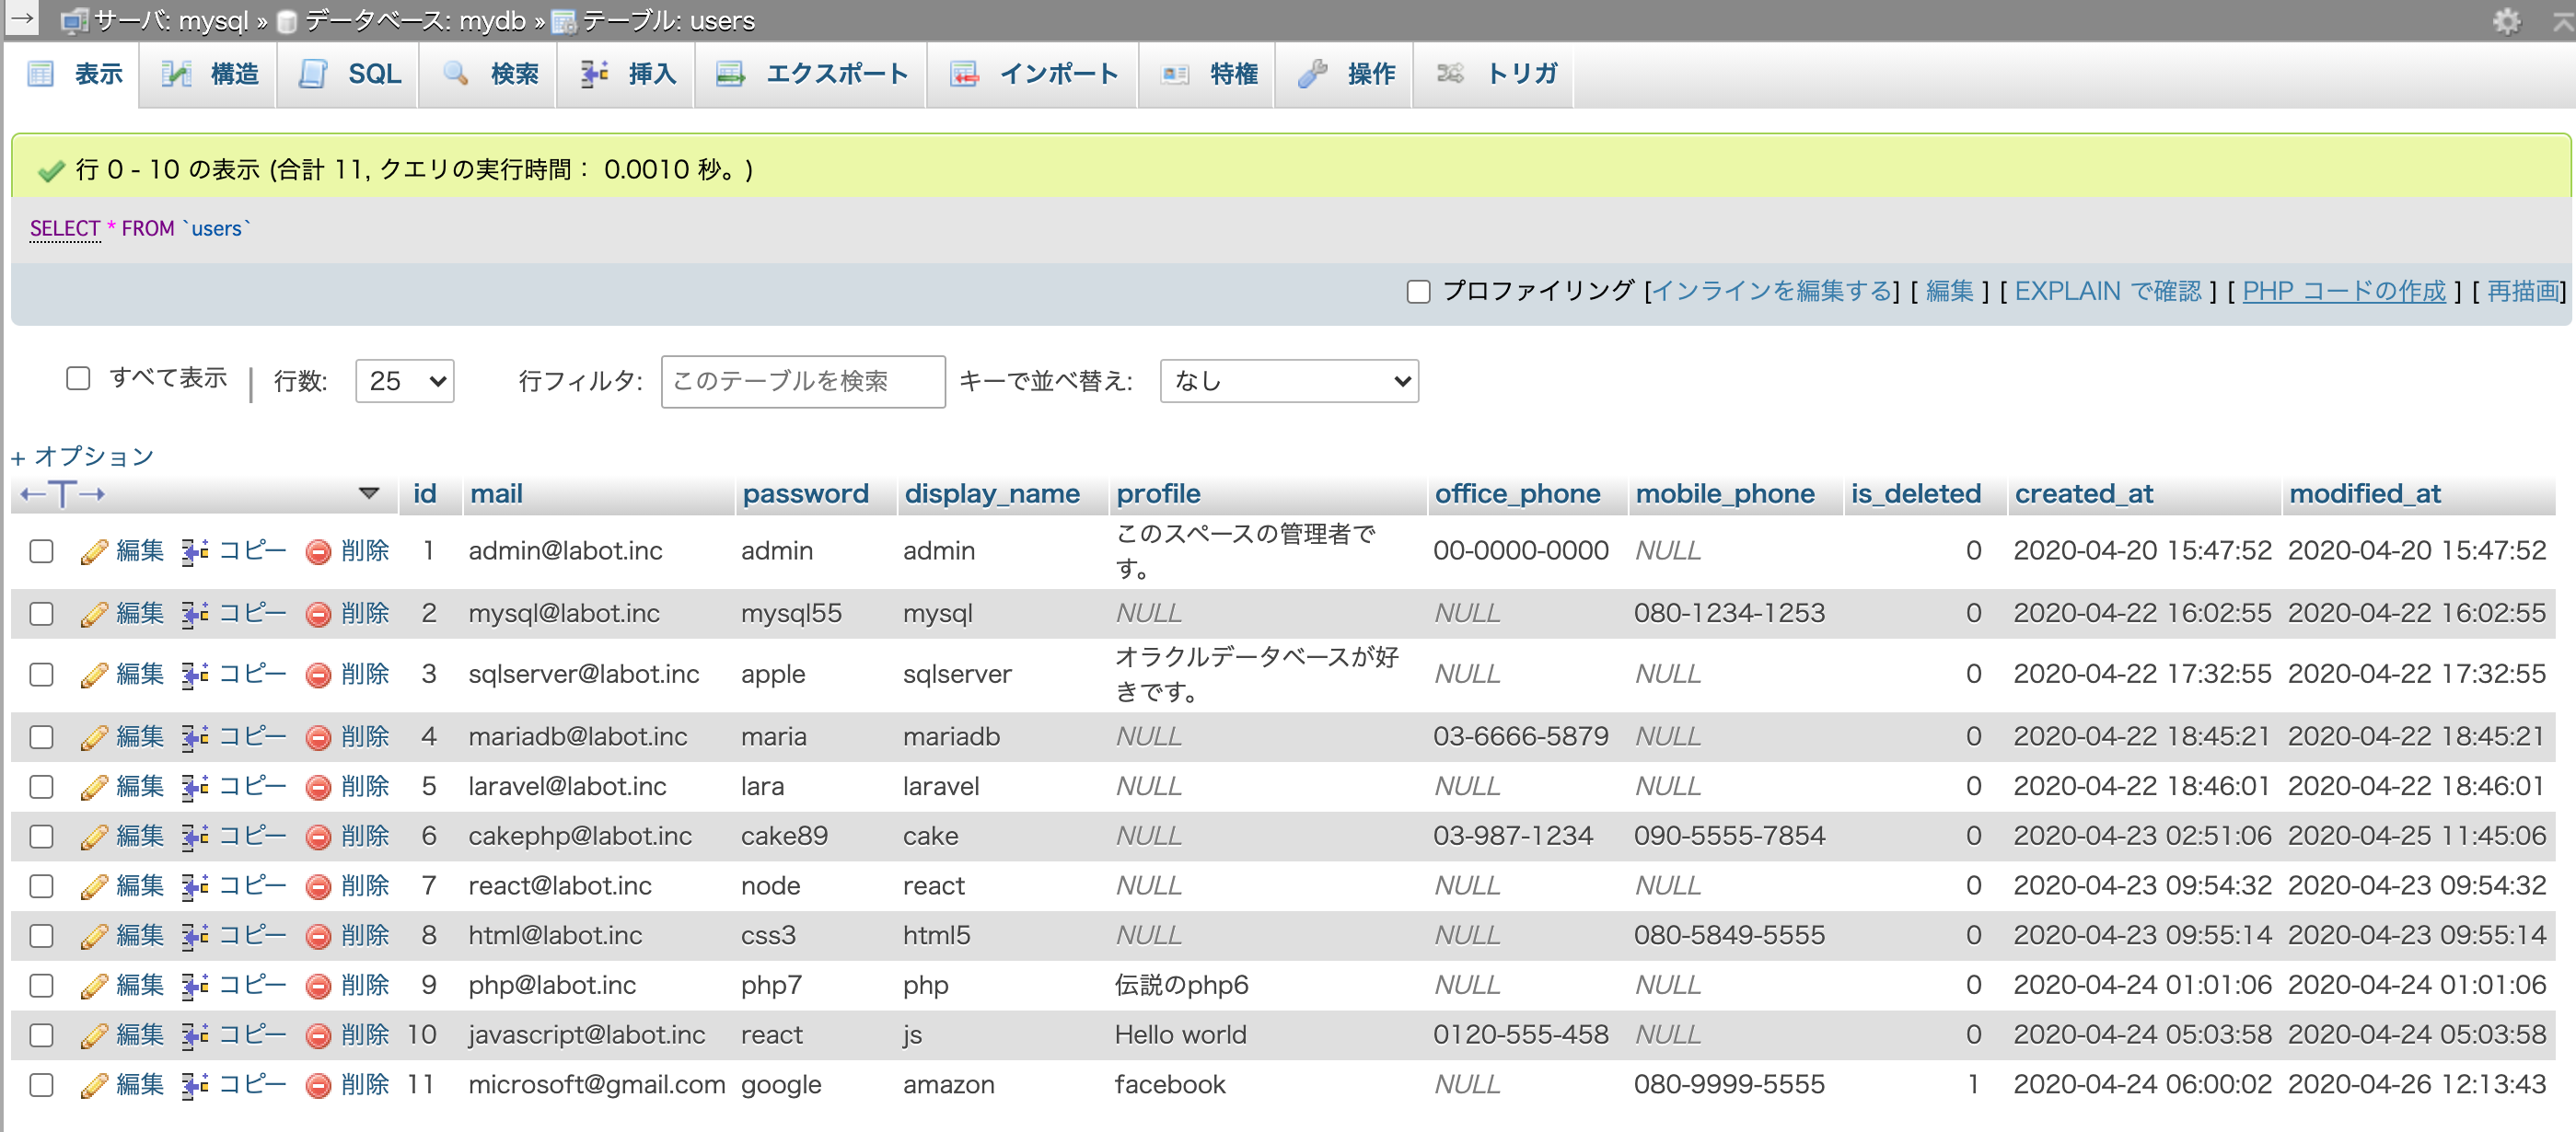 サーバ: mysql » データベース: mydb » テーブル: users
表示 構造 SQL 検索 挿入 エクスポート インポート 特権 操作 トリガ
行 0 - 10 の表示 (合計 11, クエリの実行時間： 0.0010 秒。)
SELECT * FROM `users`
プロファイリング [インラインを編集する] [ 編集 ] [ EXPLAIN で確認 ] [ PHP コードの作成 ] [ 再描画]
すべて表示 | 行数: 25 行フィルタ: このテーブルを検索 キーで並べ替え: なし
+ オプション
←T→ id mail password display_name profile office_phone mobile_phone is_deleted created_at modified_at
編集 コピー 削除 1 admin@labot.inc admin admin このスペースの管理者で
す。 00-0000-0000 NULL 0 2020-04-20 15:47:52 2020-04-20 15:47:52
編集 コピー 削除 2 mysql@labot.inc mysql55 mysql NULL NULL 080-1234-1253 0 2020-04-22 16:02:55 2020-04-22 16:02:55
編集 コピー 削除 3 sqlserver@labot.inc apple sqlserver オラクルデータベースが好
きです。 NULL NULL 0 2020-04-22 17:32:55 2020-04-22 17:32:55
編集 コピー 削除 4 mariadb@labot.inc maria mariadb NULL 03-6666-5879 NULL 0 2020-04-22 18:45:21 2020-04-22 18:45:21
編集 コピー 削除 5 laravel@labot.inc lara laravel NULL NULL NULL 0 2020-04-22 18:46:01 2020-04-22 18:46:01
編集 コピー 削除 6 cakephp@labot.inc cake89 cake NULL 03-987-1234 090-5555-7854 0 2020-04-23 02:51:06 2020-04-25 11:45:06
編集 コピー 削除 7 react@labot.inc node react NULL NULL NULL 0 2020-04-23 09:54:32 2020-04-23 09:54:32
編集 コピー 削除 8 html@labot.inc css3 html5 NULL NULL 080-5849-5555 0 2020-04-23 09:55:14 2020-04-23 09:55:14
編集 コピー 削除 9 php@labot.inc php7 php 伝説のphp6 NULL NULL 0 2020-04-24 01:01:06 2020-04-24 01:01:06
編集 コピー 削除 10 javascript@labot.inc react js Hello world 0120-555-458 NULL 0 2020-04-24 05:03:58 2020-04-24 05:03:58
編集 コピー 削除 11 microsoft@gmail.com google amazon facebook NULL 080-9999-5555 1 2020-04-24 06:00:02 2020-04-26 12:13:43